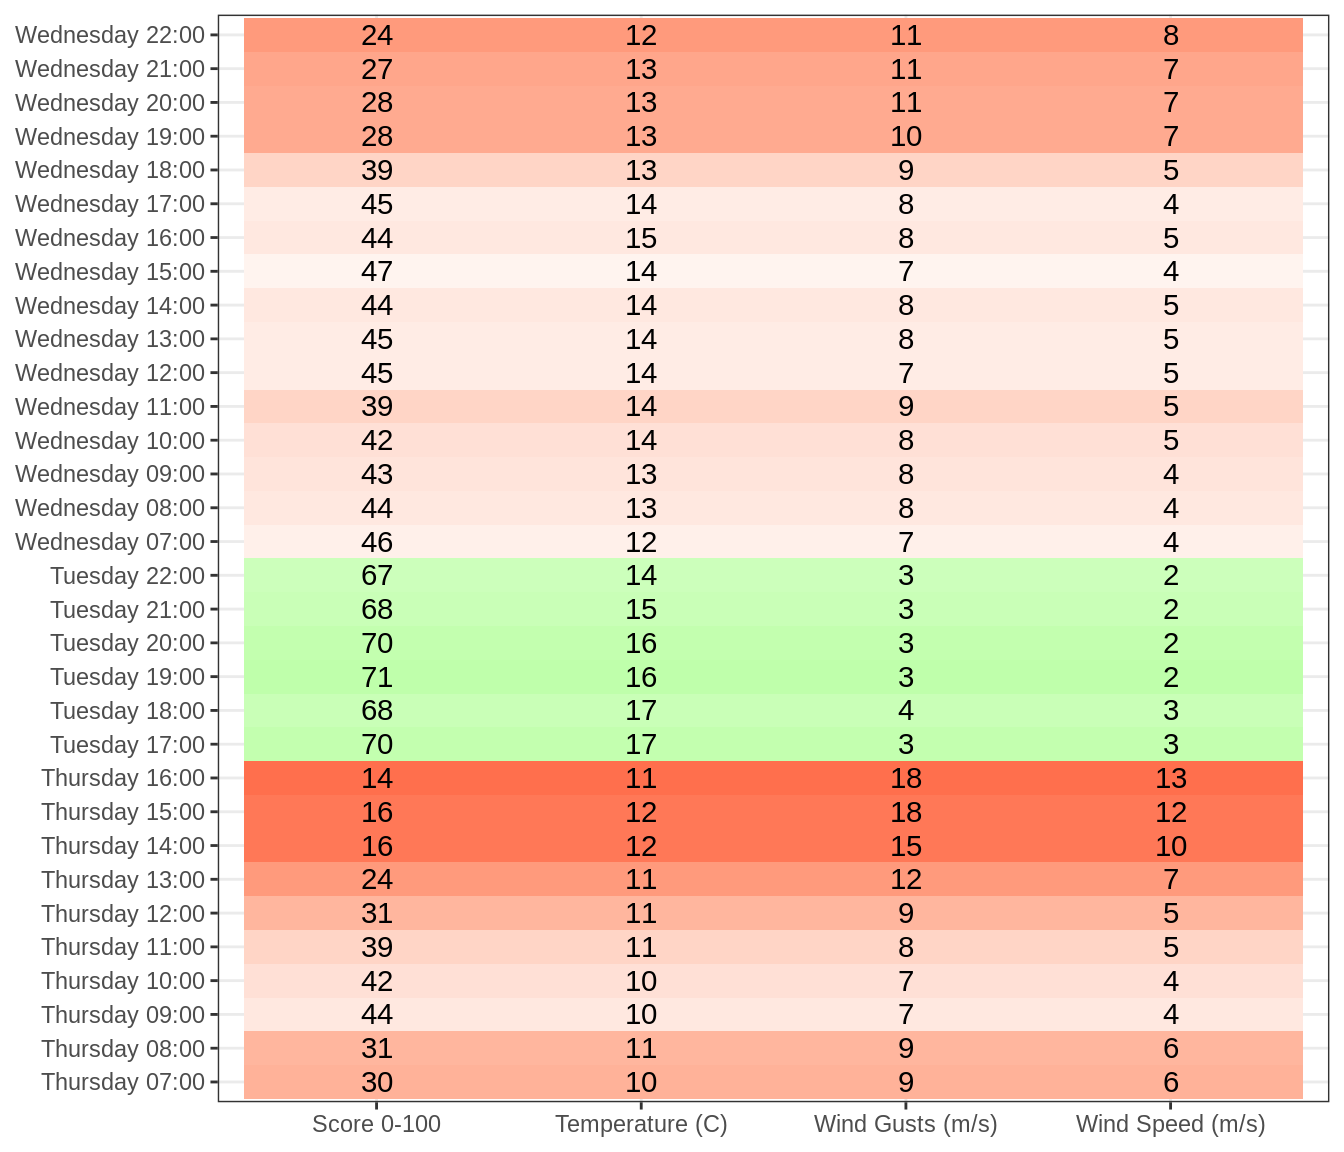 Wednesday 22:00 24 12 11 8
Wednesday 21:00 27 13 11 7
Wednesday 20:00 28 13 11 7
Wednesday 19:00 28 13 10 7
Wednesday 18:00 39 13 9 5
Wednesday 17:00 45 14 8 4
Wednesday 16:00 44 15 8 5
Wednesday 15:00 47 14 7 4
Wednesday 14:00 44 14 8 5
Wednesday 13:00 45 14 8 5
Wednesday 12:00 45 14 7 5
Wednesday 11:00 39 14 9 5
Wednesday 10:00 42 14 8 5
Wednesday 09:00 43 13 8 4
Wednesday 08:00 44 13 8 4
Wednesday 07:00 46 12 7 4
Tuesday 22:00 67 14 3 2
Tuesday 21:00 68 15 3 2
Tuesday 20:00 70 16 3 2
Tuesday 19:00 71 16 3 2
Tuesday 18:00 68 17 4 3
Tuesday 17:00 70 17 3 3
Thursday 16:00 14 11 18 13
Thursday 15:00 16 12 18 12
Thursday 14:00 16 12 15 10
Thursday 13:00 24 11 12 7
Thursday 12:00 31 11 9 5
Thursday 11:00 39 11 8 5
Thursday 10:00 42 10 7 4
Thursday 09:00 44 10 7 4
Thursday 08:00 31 11 9 6
Thursday 07:00 30 10 9 6
Score 0-100 Temperature (C) Wind Gusts (m/s) Wind Speed (m/s)